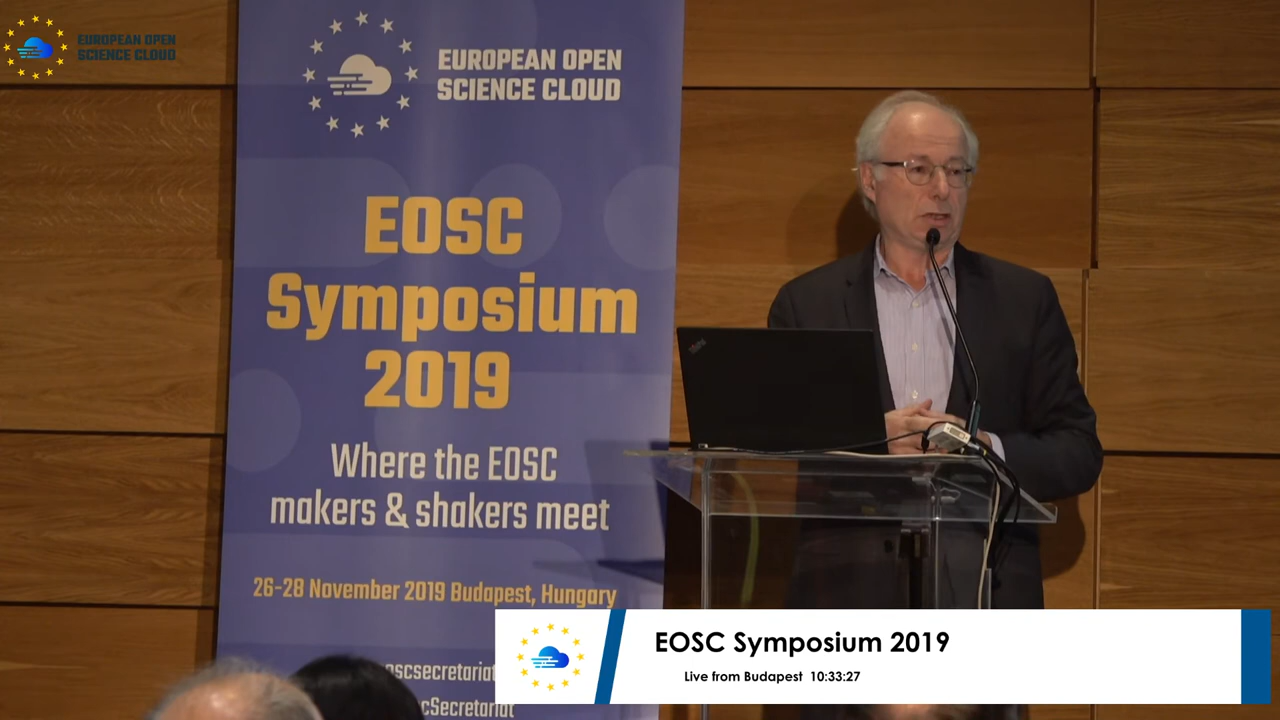 EUROPEAN OPEN
SCIENCE CLOUD
EUROPEAN OPEN
SCIENCE CLOUD
EOSC
Symposium
2019
Where the EOSC
makers & shakers meet
26-28 November 2019 Budapest, Hungary
ThinkPad
EOSC Symposium 2019
Live from Budapest 10:33:27